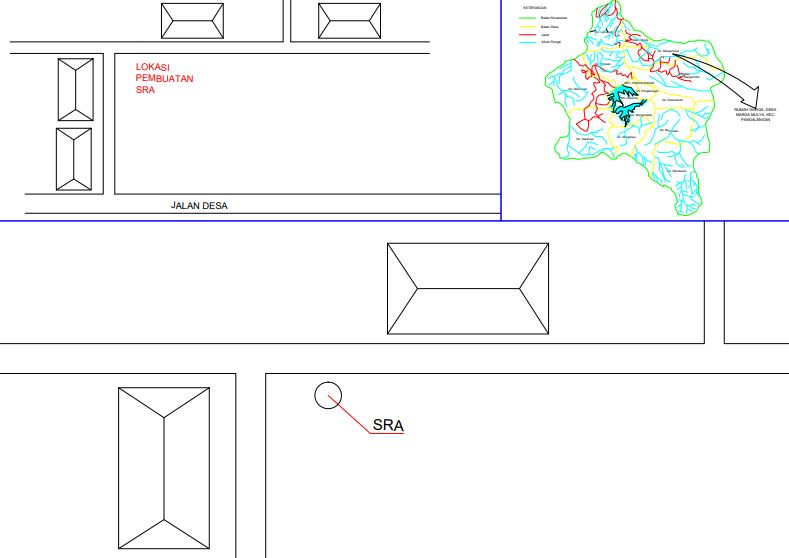 LOKASI
PEMBUATAN
SRA
JALAN DESA
KETERANGAN
Batas Kecamatan
Batas Desa
Jalan
Aliran Sungai
RUMAH WARGA, DESA
MARGA MULYA, KEC.
PANGALENGAN
SRA